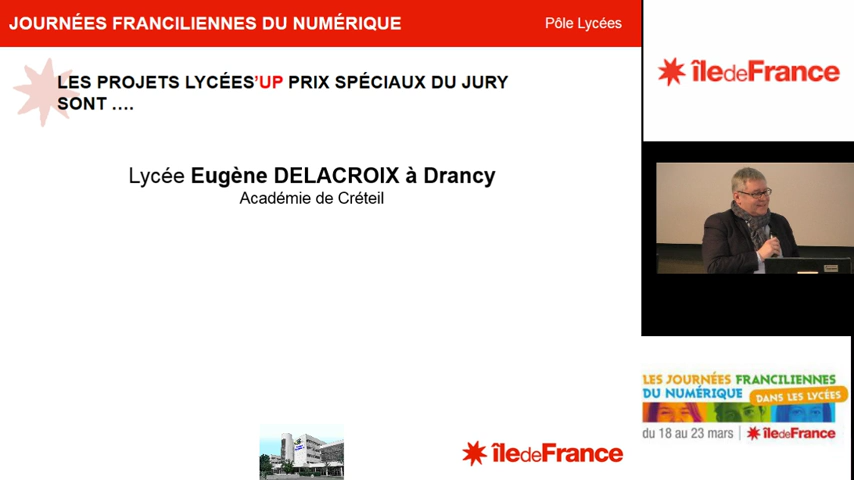 JOURNÉES FRANCILIENNES DU NUMÉRIQUE
Pôle Lycées
LES PROJETS LYCÉES'UP PRIX SPÉCIAUX DU JURY
SONT ….
Lycée Eugène DELACROIX à Drancy
Académie de Créteil
îledeFrance
îledeFrance
LES JOURNÉES FRANCILIENNES
DU NUMÉRIQUE DANS LES LYCÉES
du 18 au 23 mars îledeFrance